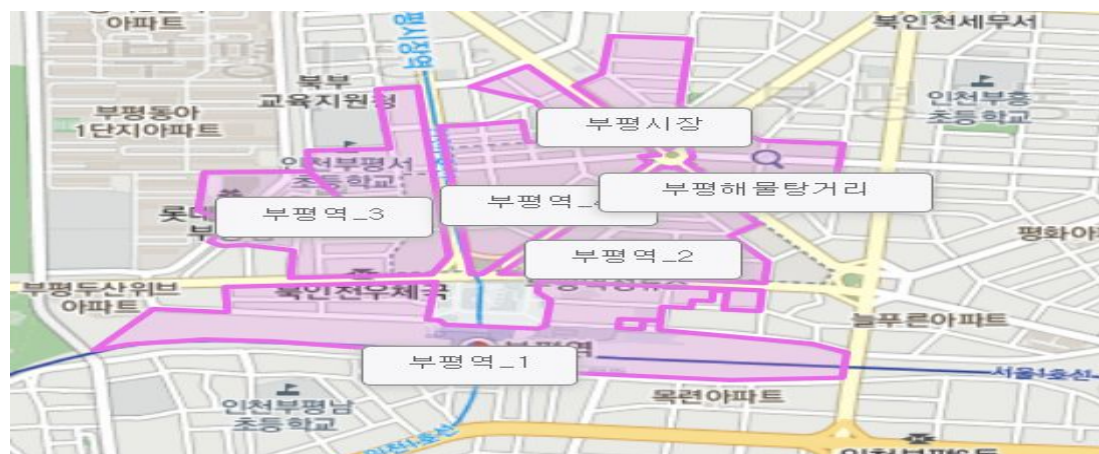 아파트
북인천세무서
평시장역
북부
교육지원청
부평동아
1단지아파트
인천부흥
초등학교
부평시장
인천부평서
초등학교
부평해물탕거리
부평역_3
부평역_4
부평역_2
평화아
부평두산위브
아파트
북인천우체국
늘푸른아파트
부평역
부평역_1
서울1호선
목련아파트
인천부평남
초등학교
인천1호선